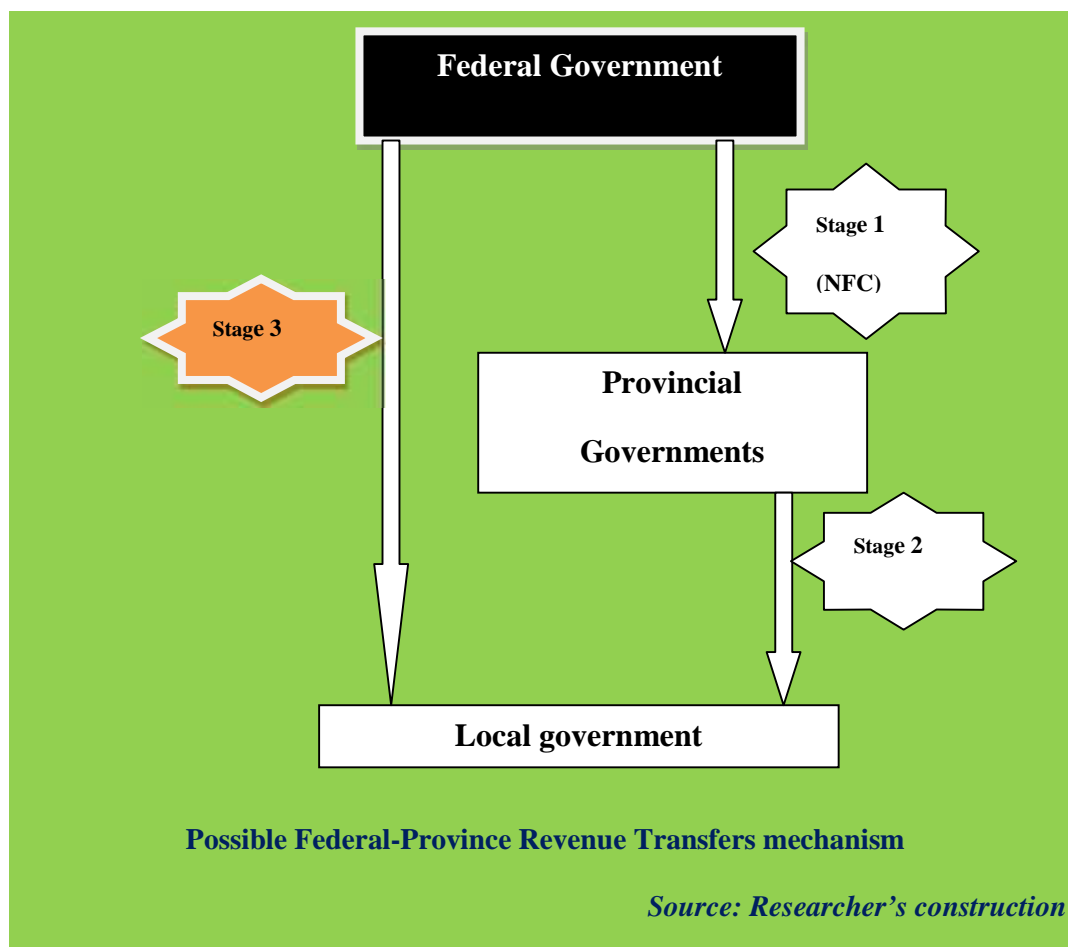 Federal Government
Stage 1
(NFC)
Stage 3
Provincial
Governments
Stage 2
Local government
Possible Federal-Province Revenue Transfers mechanism
Source: Researcher’s construction